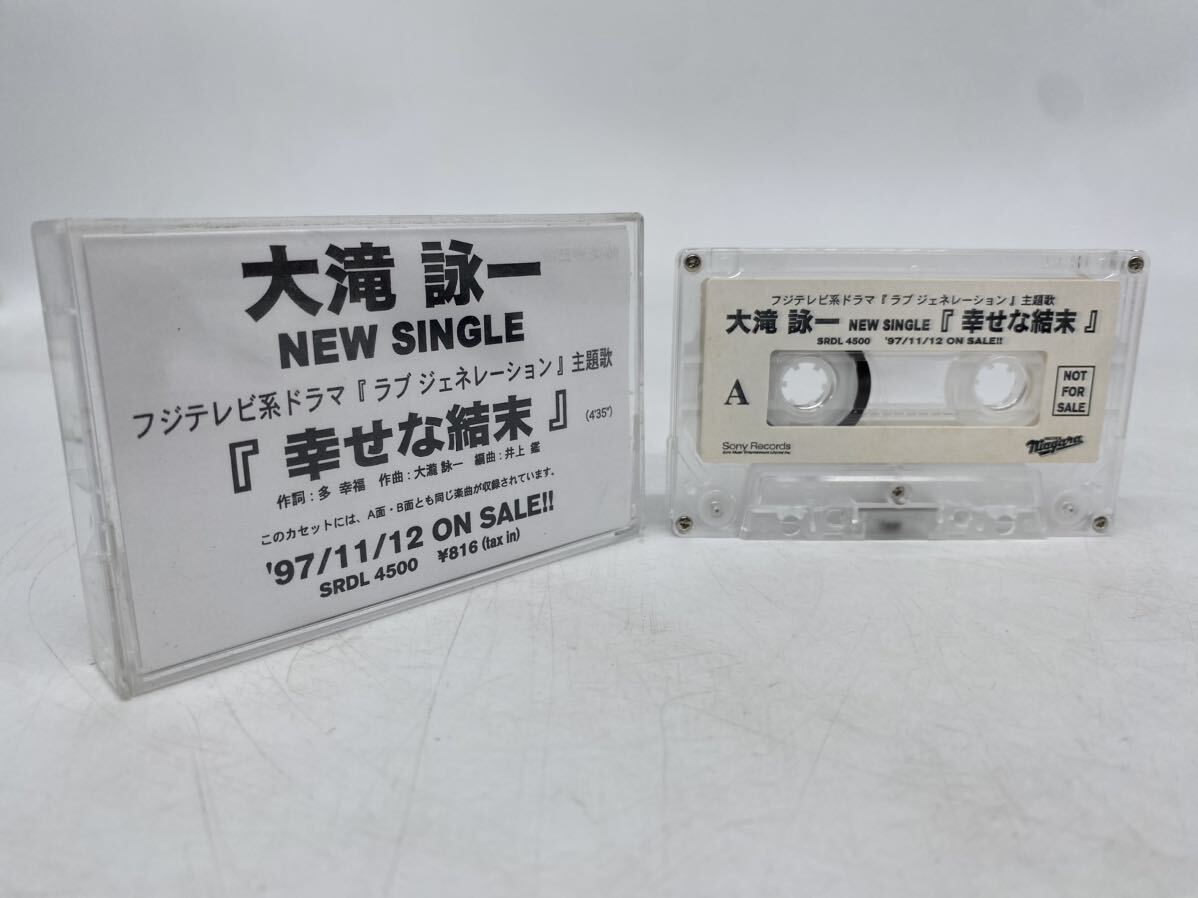 大滝 詠一
NEW SINGLE
フジテレビ系ドラマ『 ラブ ジェネレーション 』主題歌
『 幸せな結末 』 (4'35")
作詞：多 幸福 作曲：大瀧 詠一 編曲：井上 鑑
このカセットには、A面・B面とも同じ楽曲が収録されています。
'97/11/12 ON SALE!!
SRDL 4500 ¥816 (tax in)
フジテレビ系ドラマ『 ラブ ジェネレーション 』主題歌
大滝 詠一 NEW SINGLE 『 幸せな結末 』
SRDL 4500 '97/11/12 ON SALE!!
A
NOT
FOR
SALE
Sony Records
Sony Music Entertainment (Japan) Inc.
Niagara